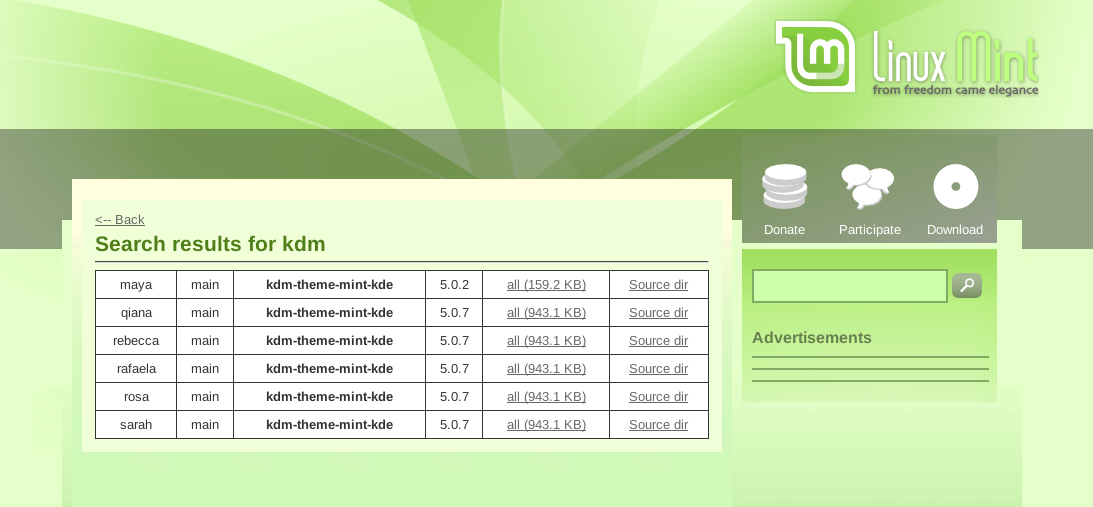 Linux Mint
from freedom came elegance
Donate
Participate
Download
<-- Back
Search results for kdm
maya main kdm-theme-mint-kde 5.0.2 all (159.2 KB) Source dir
qiana main kdm-theme-mint-kde 5.0.7 all (943.1 KB) Source dir
rebecca main kdm-theme-mint-kde 5.0.7 all (943.1 KB) Source dir
rafaela main kdm-theme-mint-kde 5.0.7 all (943.1 KB) Source dir
rosa main kdm-theme-mint-kde 5.0.7 all (943.1 KB) Source dir
sarah main kdm-theme-mint-kde 5.0.7 all (943.1 KB) Source dir
Advertisements